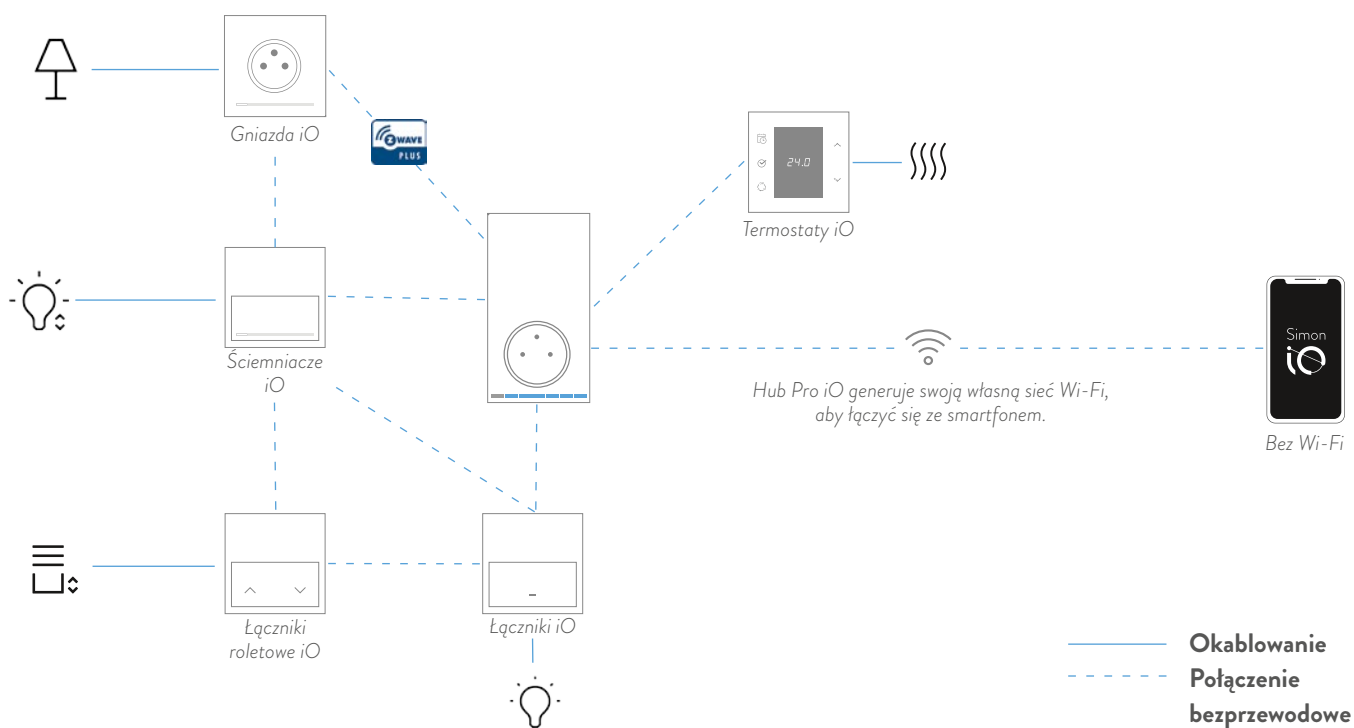 Gniazda iO
Z WAVE
PLUS
24.0
Termostaty iO
Ściemniacze
iO
Simon
iO
Hub Pro iO generuje swoją własną sieć Wi-Fi,
aby łączyć się ze smartfonem.
Bez Wi-Fi
Łączniki
roletowe iO
Łączniki iO
Okablowanie
Połączenie
bezprzewodowe